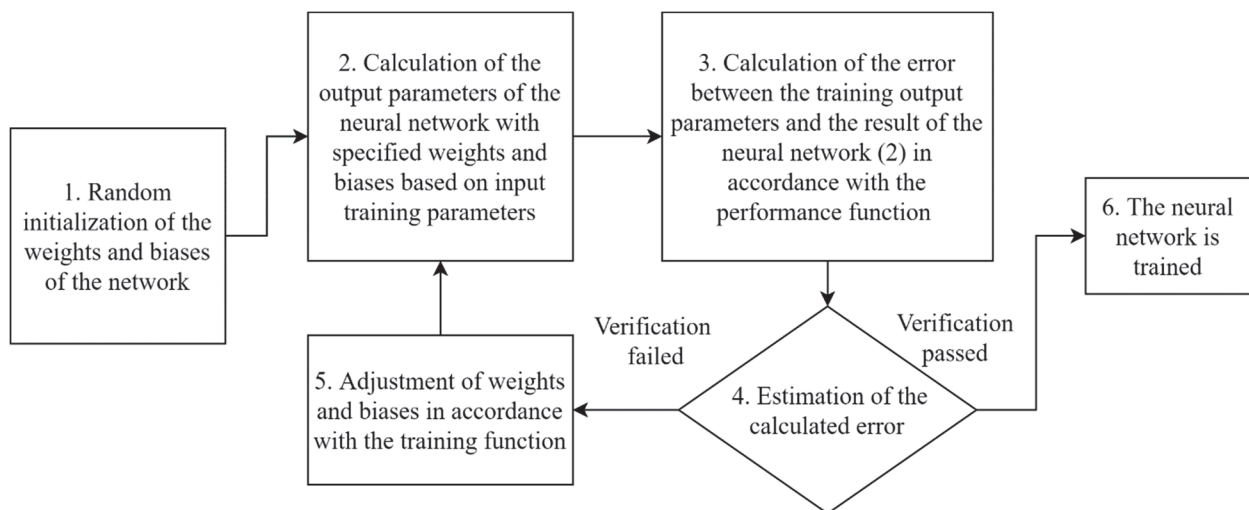 1. Random
initialization of the
weights and biases
of the network
2. Calculation of the
output parameters of the
neural network with
specified weights and
biases based on input
training parameters
3. Calculation of the error
between the training output
parameters and the result of the
neural network (2) in
accordance with the
performance function
Verification
failed
Verification
passed
4. Estimation of the
calculated error
5. Adjustment of weights
and biases in accordance
with the training function
6. The neural
network is
trained